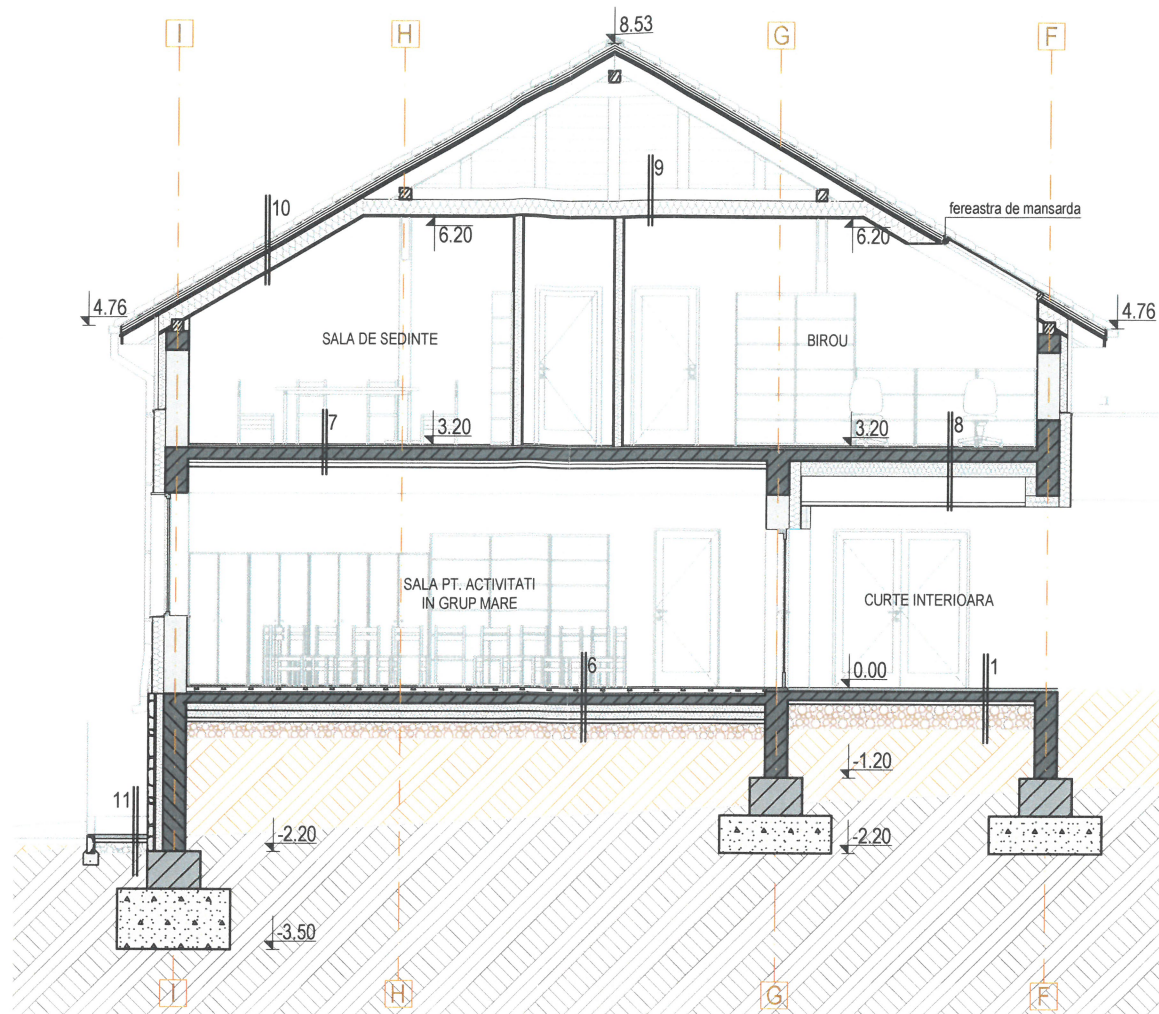 I
H
8.53
G
F
9
10
fereastra de mansarda
6.20
6.20
4.76
4.76
SALA DE SEDINTE
BIROU
7
3.20
3.20
8
SALA PT. ACTIVITATI
IN GRUP MARE
CURTE INTERIOARA
6
0.00
1
-1.20
11
-2.20
-2.20
-3.50
I
H
G
F